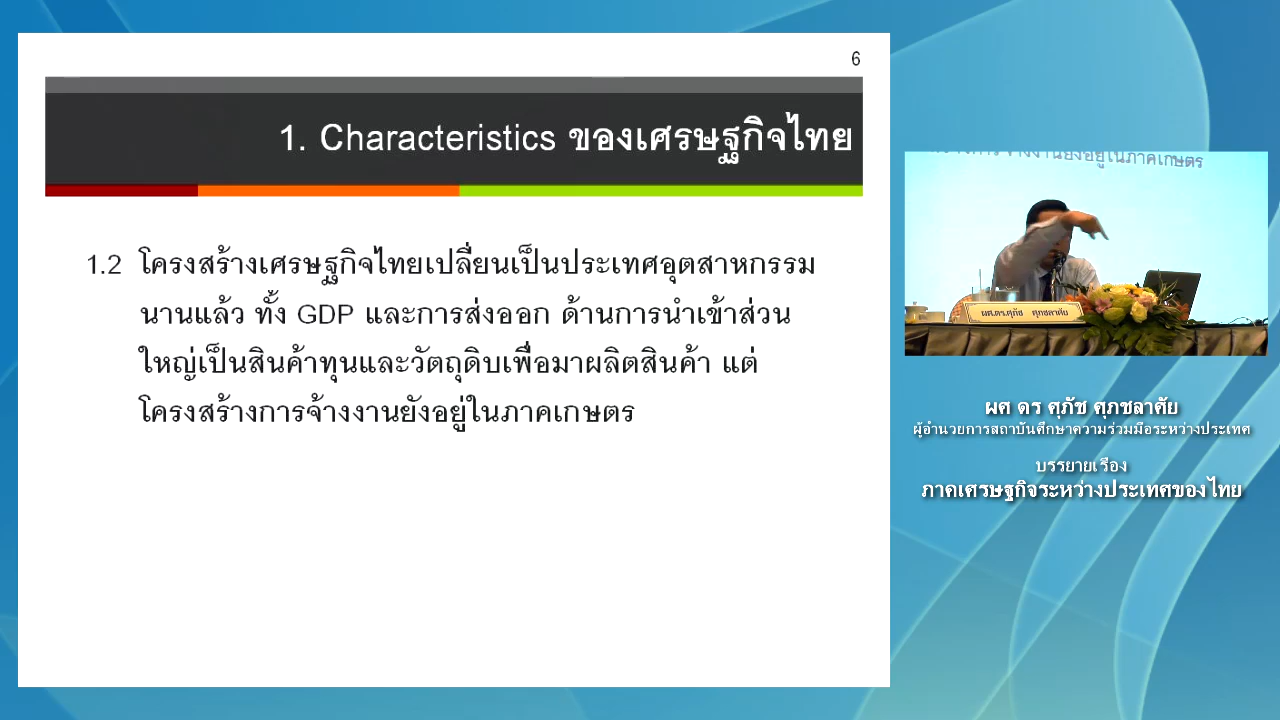 6
1. Characteristics ของเศรษฐกิจไทย
1.2 โครงสร้างเศรษฐกิจไทยเปลี่ยนเป็นประเทศอุตสาหกรรม
นานแล้ว ทั้ง GDP และการส่งออก ด้านการนำเข้าส่วน
ใหญ่เป็นสินค้าทุนและวัตถุดิบเพื่อมาผลิตสินค้า แต่
โครงสร้างการจ้างงานยังอยู่ในภาคเกษตร
จ้างงานยังอยู่ในภาคเกษตร
ผศ.ดร.ศุภัช ศุภชลาศัย
ผศ ดร ศุภัช ศุภชลาศัย
ผู้อำนวยการสถาบันศึกษาความร่วมมือระหว่างประเทศ
บรรยายเรื่อง
ภาคเศรษฐกิจระหว่างประเทศของไทย